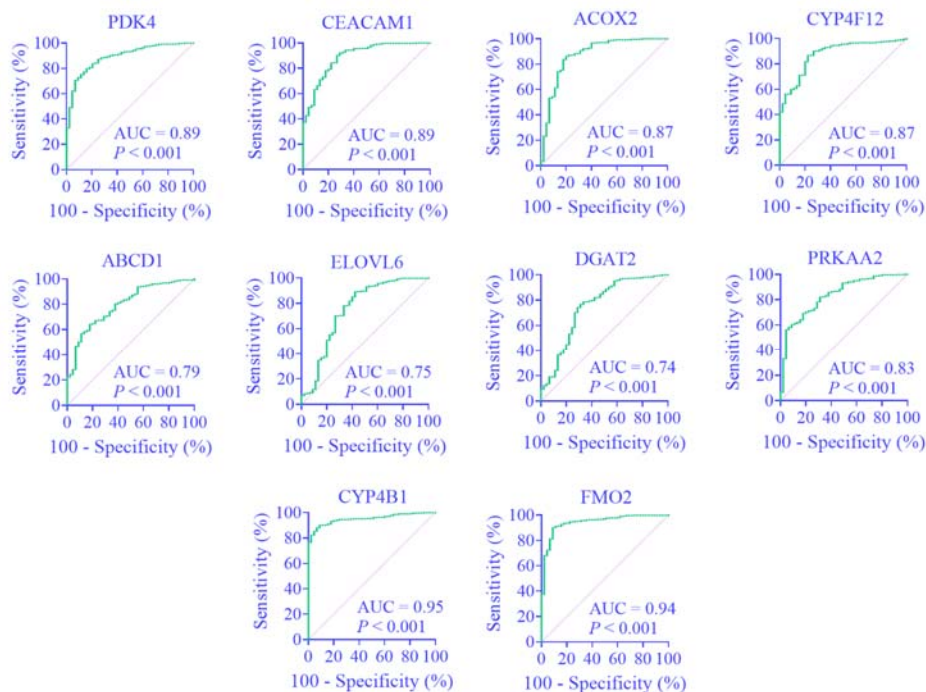 PDK4
Sensitivity (%)
100
80
60
40
20
0
AUC = 0.89
P < 0.001
0 20 40 60 80 100
100 - Specificity (%)
CEACAM1
Sensitivity (%)
100
80
60
40
20
0
AUC = 0.89
P < 0.001
0 20 40 60 80 100
100 - Specificity (%)
ACOX2
Sensitivity (%)
100
80
60
40
20
0
AUC = 0.87
P < 0.001
0 20 40 60 80 100
100 - Specificity (%)
CYP4F12
Sensitivity (%)
100
80
60
40
20
0
AUC = 0.87
P < 0.001
0 20 40 60 80 100
100 - Specificity (%)
ABCD1
Sensitivity (%)
100
80
60
40
20
0
AUC = 0.79
P < 0.001
0 20 40 60 80 100
100 - Specificity (%)
ELOVL6
Sensitivity (%)
100
80
60
40
20
0
AUC = 0.75
P < 0.001
0 20 40 60 80 100
100 - Specificity (%)
DGAT2
Sensitivity (%)
100
80
60
40
20
0
AUC = 0.74
P < 0.001
0 20 40 60 80 100
100 - Specificity (%)
PRKAA2
Sensitivity (%)
100
80
60
40
20
0
AUC = 0.83
P < 0.001
0 20 40 60 80 100
100 - Specificity (%)
CYP4B1
Sensitivity (%)
100
80
60
40
20
0
AUC = 0.95
P < 0.001
0 20 40 60 80 100
100 - Specificity (%)
FMO2
Sensitivity (%)
100
80
60
40
20
0
AUC = 0.94
P < 0.001
0 20 40 60 80 100
100 - Specificity (%)